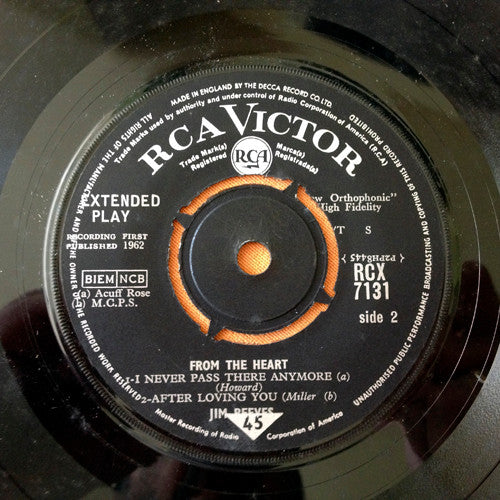 MADE IN ENGLAND BY THE DECCA RECORD CO. LTD.
ALL RIGHTS OF THE MANUFACTURER AND OF THE OWNER OF THE RECORDED WORK RESERVED
UNAUTHORISED PUBLIC PERFORMANCE BROADCASTING AND COPYING OF THIS RECORD PROHIBITED
Trade Marks used by authority and under control of Radio Corporation of America (R.C.A.)
RCA VICTOR
Trade Mark(s)
Registered
RCA
Marca(s)
Registrada(s)
EXTENDED
PLAY
Orthophonic"
High Fidelity
RECORDING FIRST
PUBLISHED 1962
T S
BIEM NCB
(a) Acuff Rose
(b) M.C.P.S.
P2PH8445
RCX
7131
side 2
FROM THE HEART
1-I NEVER PASS THERE ANYMORE (a)
(Howard)
2-AFTER LOVING YOU (Miller (b)
JIM REEVES
45
Master Recording of Radio Corporation of America